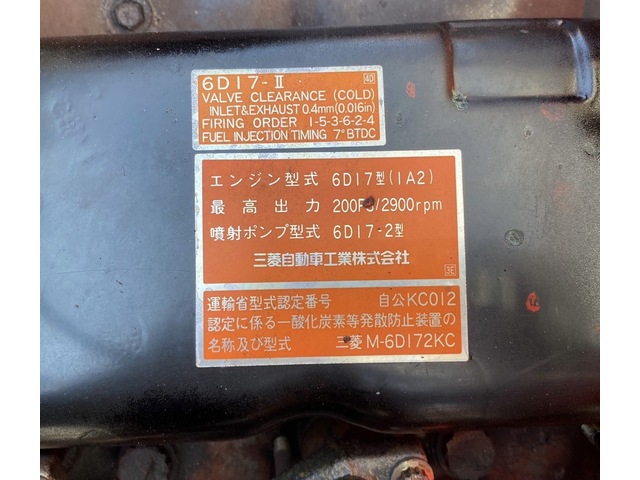 6D17-II 4D
VALVE CLEARANCE (COLD)
INLET&EXHAUST 0.4mm(0.016in)
FIRING ORDER 1-5-3-6-2-4
FUEL INJECTION TIMING 7° BTDC
エンジン型式 6D17型(1A2)
最高出力 200PS/2900rpm
噴射ポンプ型式 6D17-2型
三菱自動車工業株式会社 3E
運輸省型式認定番号 自公KC012
認定に係る一酸化炭素等発散防止装置の
名称及び型式 三菱 M-6D172KC